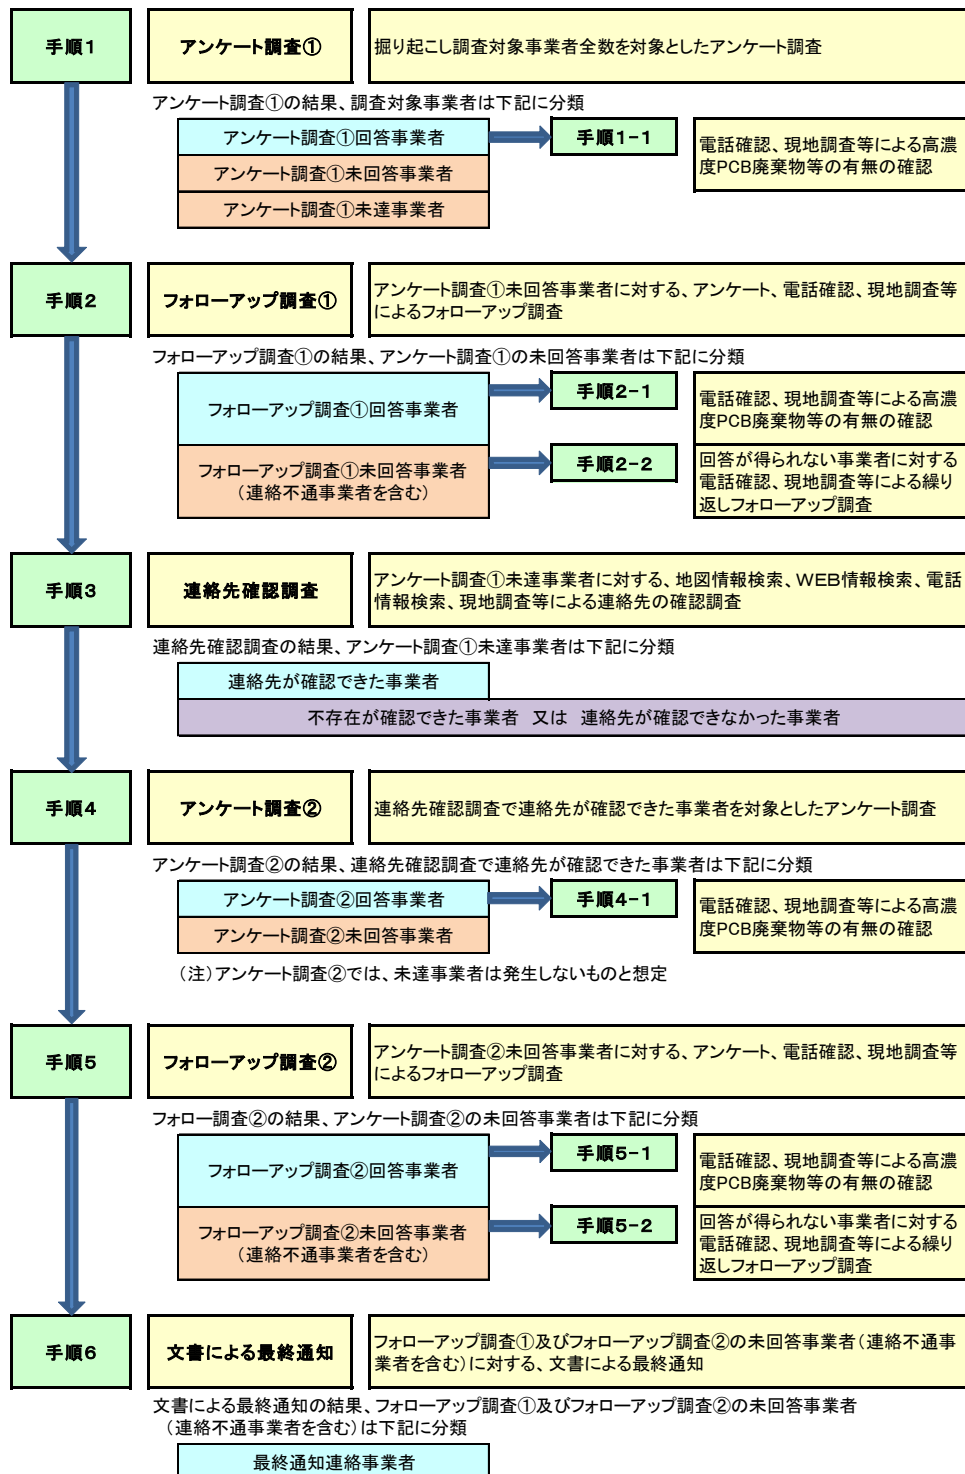 手順1
アンケート調査①
掘り起こし調査対象事業者全数を対象としたアンケート調査
アンケート調査①の結果、調査対象事業者は下記に分類
アンケート調査①回答事業者
手順1-1
電話確認、現地調査等による高濃
度PCB廃棄物等の有無の確認
アンケート調査①未回答事業者
アンケート調査①未達事業者
手順2
フォローアップ調査①
アンケート調査①未回答事業者に対する、アンケート、電話確認、現地調査等
によるフォローアップ調査
フォローアップ調査①の結果、アンケート調査①の未回答事業者は下記に分類
フォローアップ調査①回答事業者
手順2-1
電話確認、現地調査等による高濃
度PCB廃棄物等の有無の確認
フォローアップ調査①未回答事業者
（連絡不通事業者を含む）
手順2-2
回答が得られない事業者に対する
電話確認、現地調査等による繰り
返しフォローアップ調査
手順3
連絡先確認調査
アンケート調査①未達事業者に対する、地図情報検索、WEB情報検索、電話
情報検索、現地調査等による連絡先の確認調査
連絡先確認調査の結果、アンケート調査①未達事業者は下記に分類
連絡先が確認できた事業者
不存在が確認できた事業者　又は　連絡先が確認できなかった事業者
手順4
アンケート調査②
連絡先確認調査で連絡先が確認できた事業者を対象としたアンケート調査
アンケート調査②の結果、連絡先確認調査で連絡先が確認できた事業者は下記に分類
アンケート調査②回答事業者
手順4-1
電話確認、現地調査等による高濃
度PCB廃棄物等の有無の確認
アンケート調査②未回答事業者
（注）アンケート調査②では、未達事業者は発生しないものと想定
手順5
フォローアップ調査②
アンケート調査②未回答事業者に対する、アンケート、電話確認、現地調査等
によるフォローアップ調査
フォロー調査②の結果、アンケート調査②の未回答事業者は下記に分類
フォローアップ調査②回答事業者
手順5-1
電話確認、現地調査等による高濃
度PCB廃棄物等の有無の確認
フォローアップ調査②未回答事業者
（連絡不通事業者を含む）
手順5-2
回答が得られない事業者に対する
電話確認、現地調査等による繰り
返しフォローアップ調査
手順6
文書による最終通知
フォローアップ調査①及びフォローアップ調査②の未回答事業者（連絡不通事
業者を含む）に対する、文書による最終通知
文書による最終通知の結果、フォローアップ調査①及びフォローアップ調査②の未回答事業者
（連絡不通事業者を含む）は下記に分類
最終通知連絡事業者